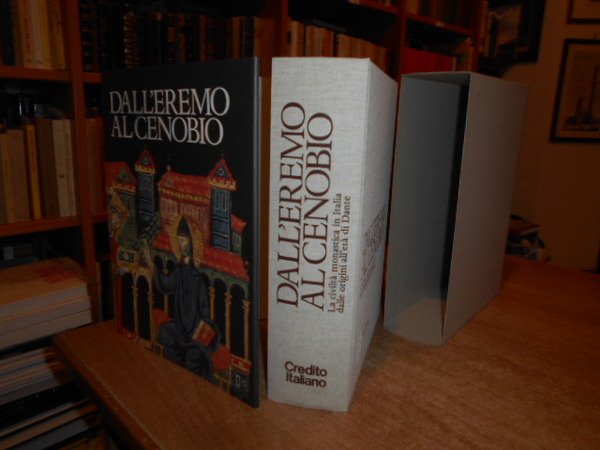 DALL'EREMO
AL CENOBIO
DALL'EREMO
AL CENOBIO
La civiltà monastica in Italia
dalle origini all'età di Dante
Credito
Italiano